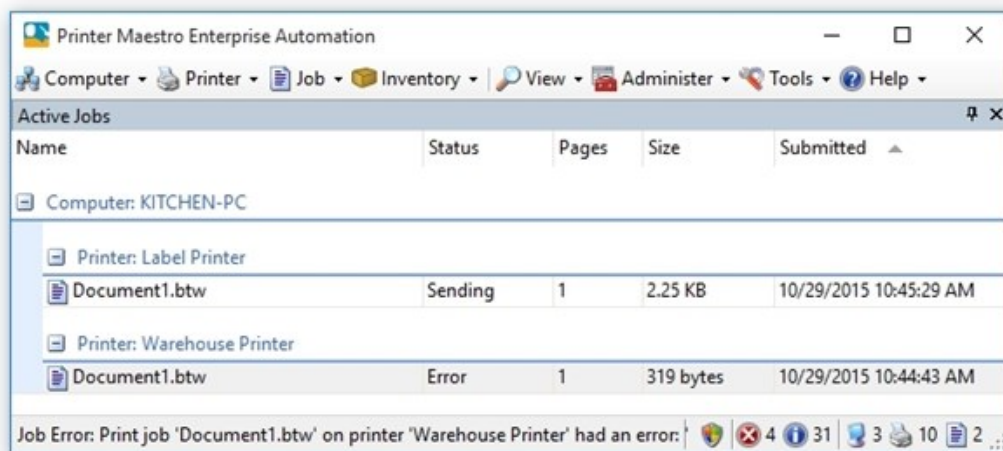 Printer Maestro Enterprise Automation
Computer Printer Job Inventory View Administer Tools Help
Active Jobs
Name Status Pages Size Submitted
Computer: KITCHEN-PC
Printer: Label Printer
Document1.btw Sending 1 2.25 KB 10/29/2015 10:45:29 AM
Printer: Warehouse Printer
Document1.btw Error 1 319 bytes 10/29/2015 10:44:43 AM
Job Error: Print job 'Document1.btw' on printer 'Warehouse Printer' had an error: ' 4 31 3 10 2